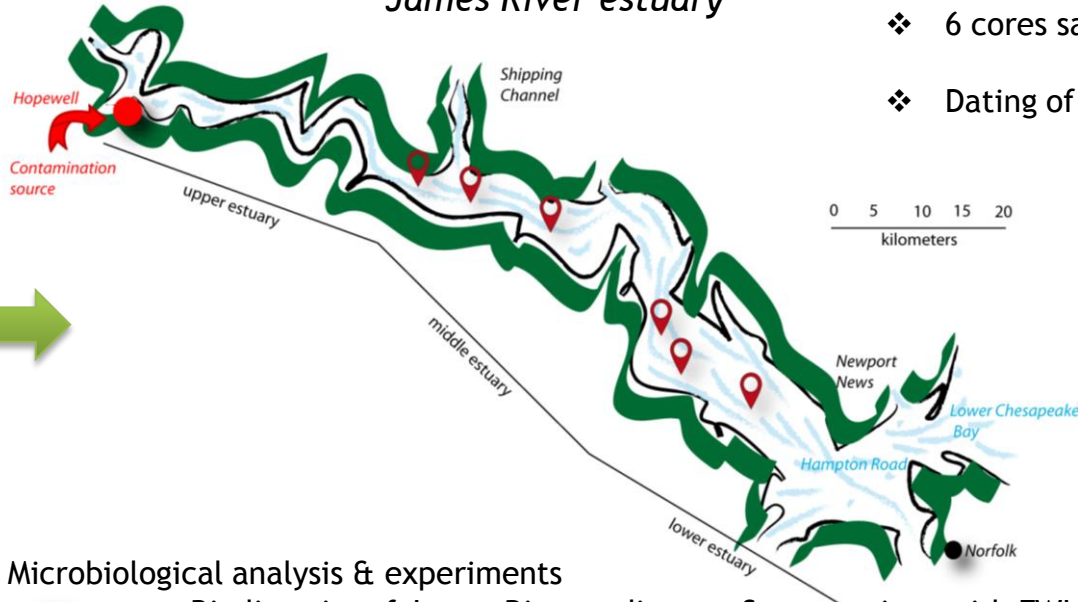 James River estuary
❖ 6 cores
❖ Dating of
Shipping
Channel
Hopewell
Contamination
source
upper estuary
0 5 10 15 20
kilometers
middle estuary
Newport
News
Lower Chesapeake
Bay
Hampton Road
lower estuary
Norfolk
Microbiological analysis & experiments